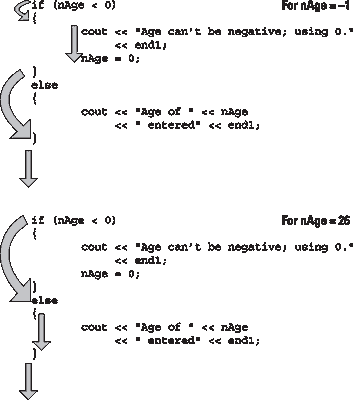 if (nAge < 0) For nAge = –1
{
cout << "Age can't be negative; using 0."
<< endl;
nAge = 0;
}
else
{
cout << "Age of " << nAge
<< " entered" << endl;
}
if (nAge < 0) For nAge = 26
{
cout << "Age can't be negative; using 0."
<< endl;
nAge = 0;
}
else
{
cout << "Age of " << nAge
<< " entered" << endl;
}